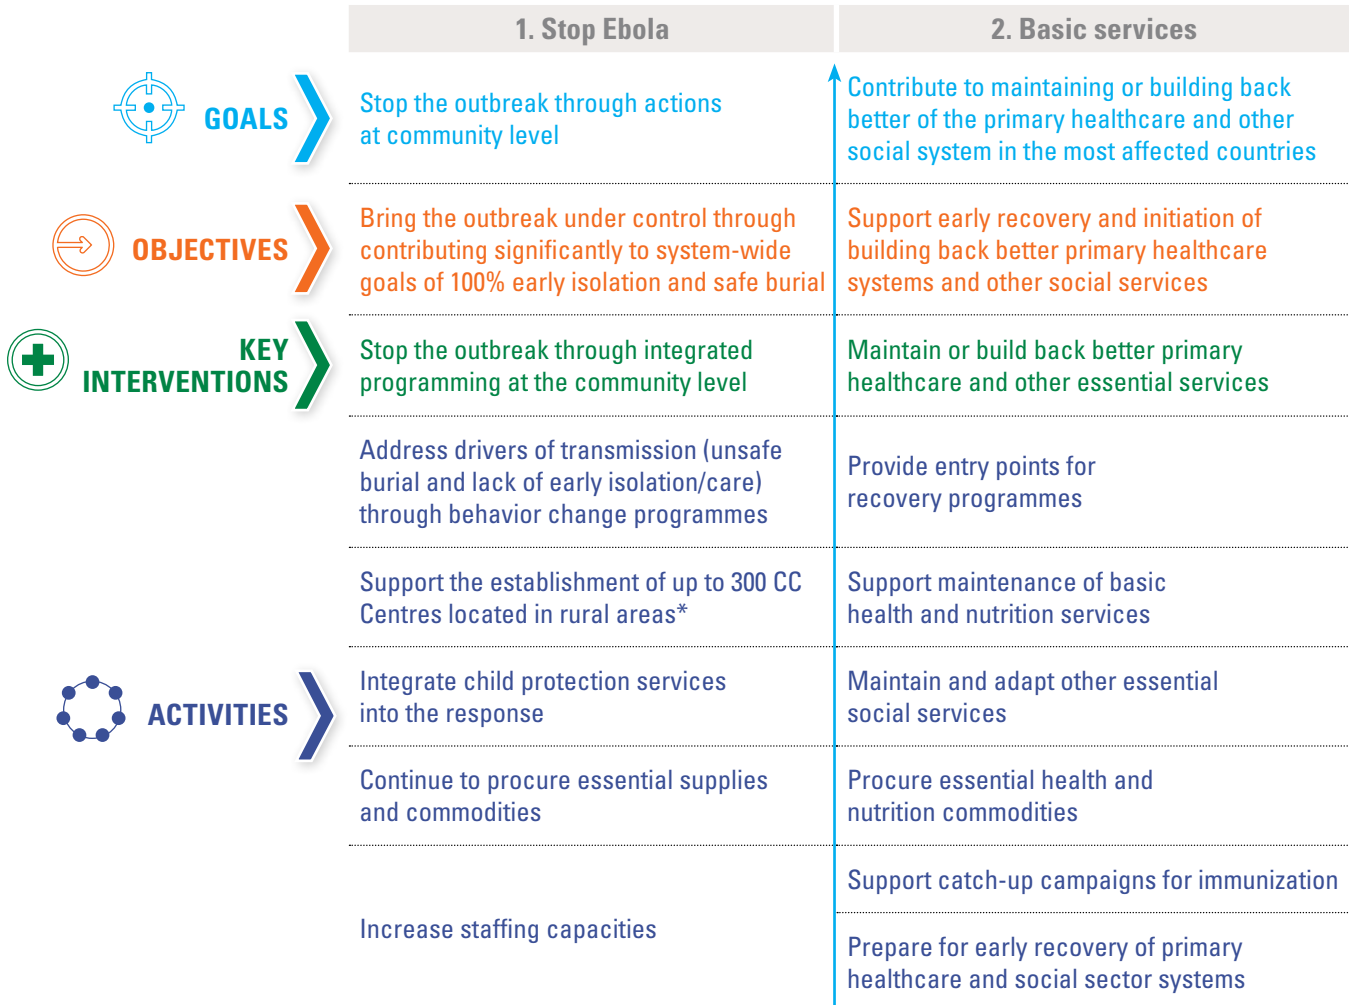 1. Stop Ebola
2. Basic services
GOALS
Stop the outbreak through actions
at community level
Contribute to maintaining or building back
better of the primary healthcare and other
social system in the most affected countries
OBJECTIVES
Bring the outbreak under control through
contributing significantly to system-wide
goals of 100% early isolation and safe burial
Support early recovery and initiation of
building back better primary healthcare
systems and other social services
KEY
INTERVENTIONS
Stop the outbreak through integrated
programming at the community level
Maintain or build back better primary
healthcare and other essential services
ACTIVITIES
Address drivers of transmission (unsafe
burial and lack of early isolation/care)
through behavior change programmes
Provide entry points for
recovery programmes
Support the establishment of up to 300 CC
Centres located in rural areas*
Support maintenance of basic
health and nutrition services
Integrate child protection services
into the response
Maintain and adapt other essential
social services
Continue to procure essential supplies
and commodities
Procure essential health and
nutrition commodities
Increase staffing capacities
Support catch-up campaigns for immunization
Prepare for early recovery of primary
healthcare and social sector systems